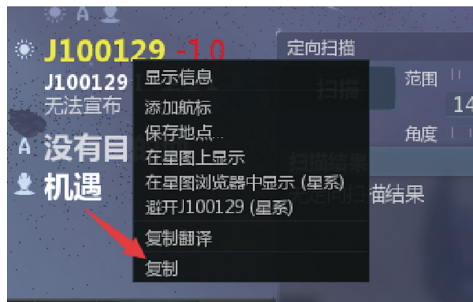 J100129 -1.0
定向扫描
J100129
显示信息
扫描
范围
无法宣布
添加航标
14
保存地点...
角度
没有目
在星图上显示
扫描结果
机遇
在星图浏览器中显示 (星系)
描结果
避开J100129 (星系)
复制翻译
复制